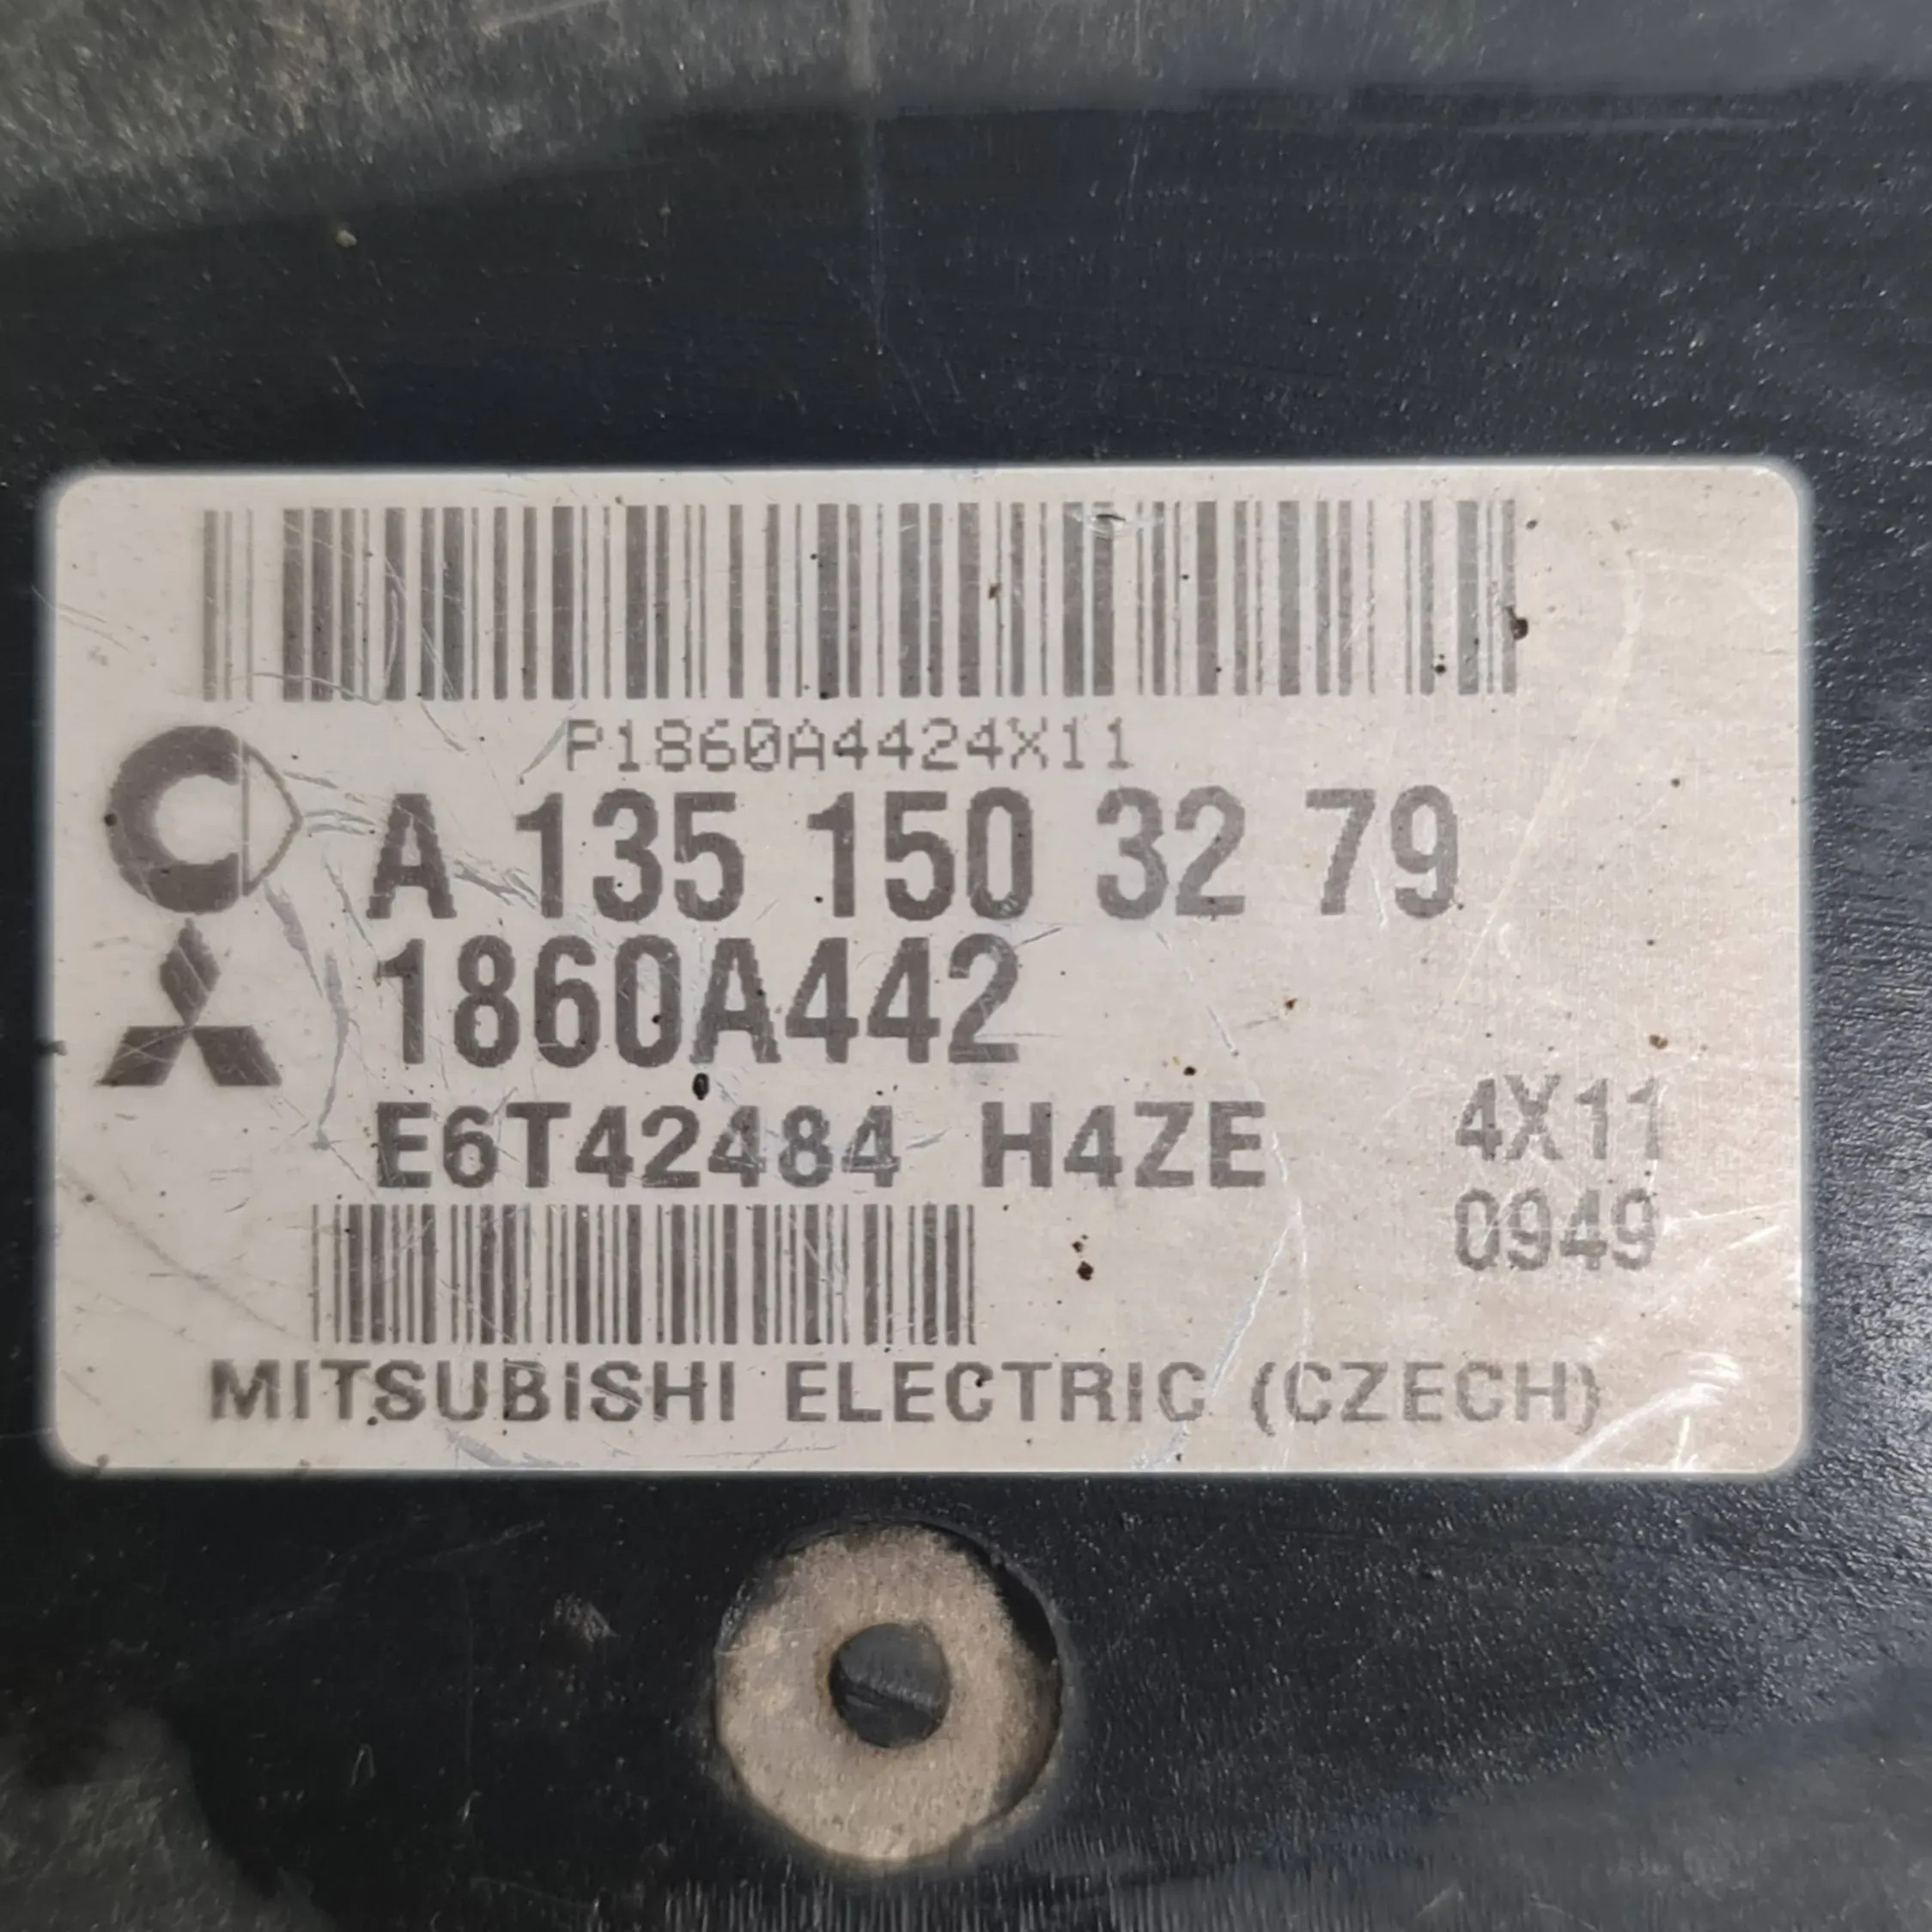 P1860A4424X11
A 135 150 32 79
1860A442
E6T42484 H4ZE
4X11
0949
MITSUBISHI ELECTRIC (CZECH)